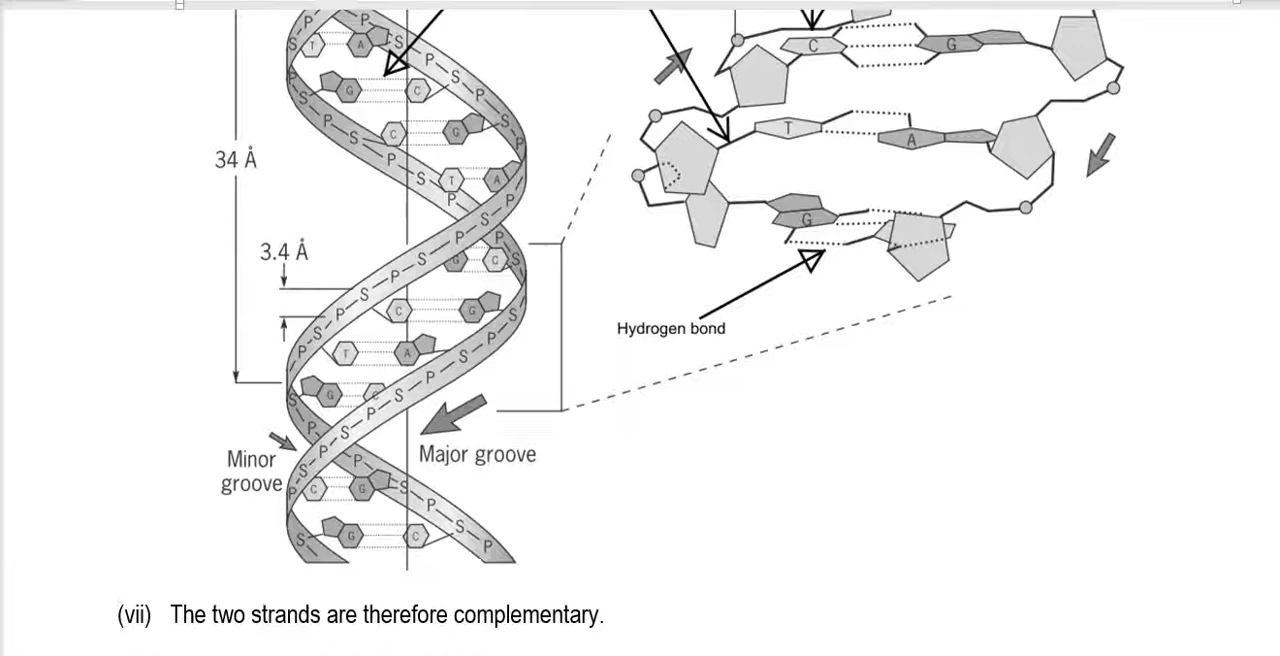 P P
S T A S
P
P G C S
S P
P C G S
S P
P
S T A
P P
S
P P
S G C S
P
S
P C G S
S P
P T A S
P
G C S
S P
P
S
Minor P P
groove S
P C G S
P
S
S G C P
34 Å
3.4 Å
Major groove
C G
T A
G
Hydrogen bond
(vii) The two strands are therefore complementary.